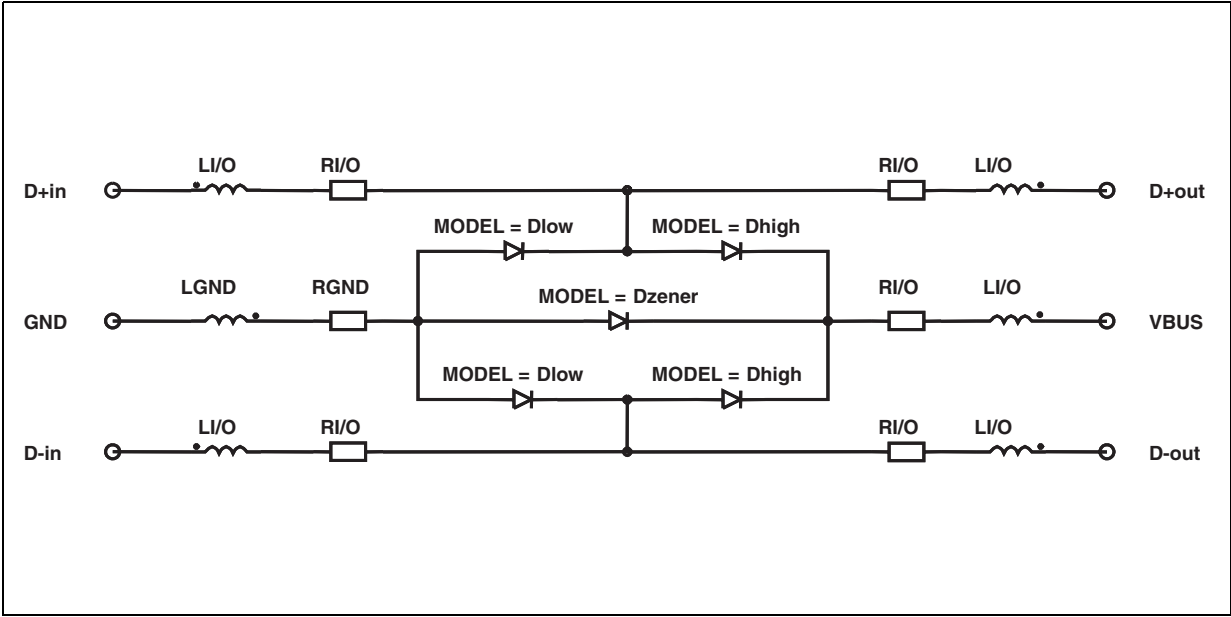 LI/O RI/O RI/O LI/O
D+in D+out
MODEL = Dlow MODEL = Dhigh
LGND RGND MODEL = Dzener RI/O LI/O
GND VBUS
MODEL = Dlow MODEL = Dhigh
LI/O RI/O RI/O LI/O
D-in D-out